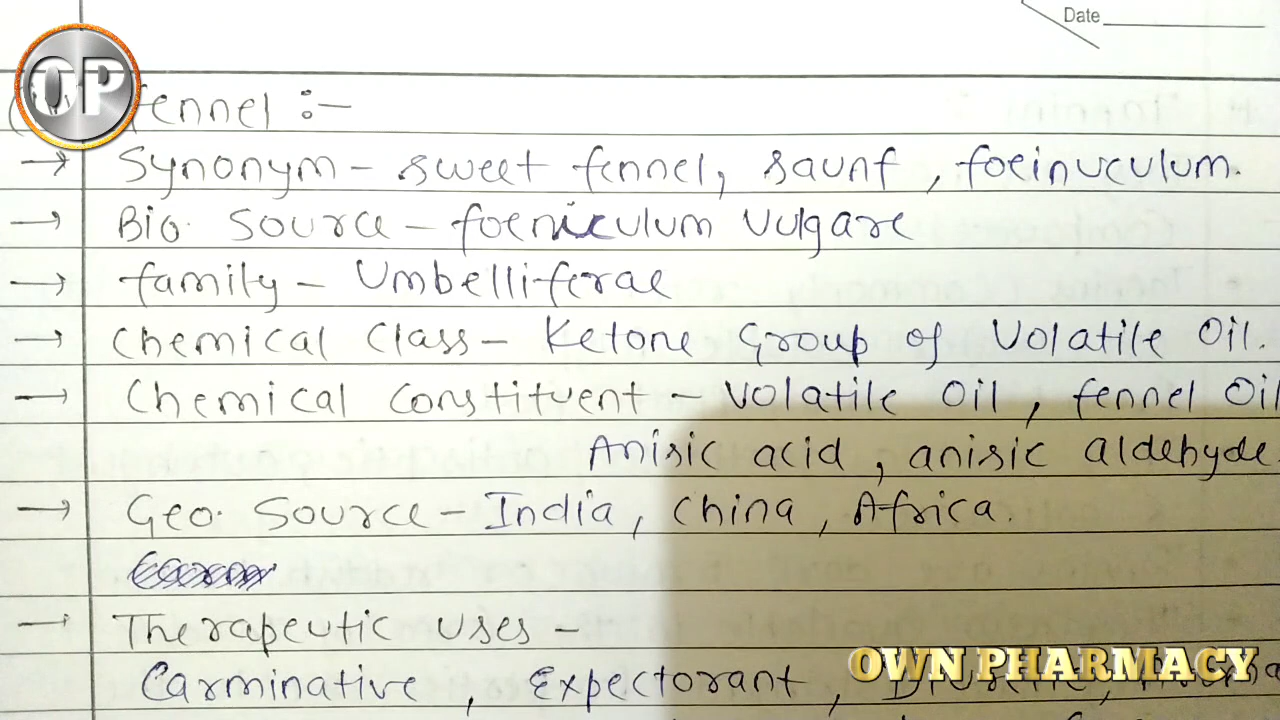 Date
OP
fennel :-
→ Synonym - sweet fennel, saunf, foeinuculum.
→ Bio. Source - foeniculum vulgare
→ family - Umbelliferae
→ Chemical Class - Ketone Group of Volatile Oil.
→ Chemical Constituent - Volatile Oil, fennel Oil
Anisic acid, anisic aldehyde.
→ Geo. Source - India, China, Africa.
→ Therapeutic uses -
Carminative, Expectorant,
OWN PHARMACY